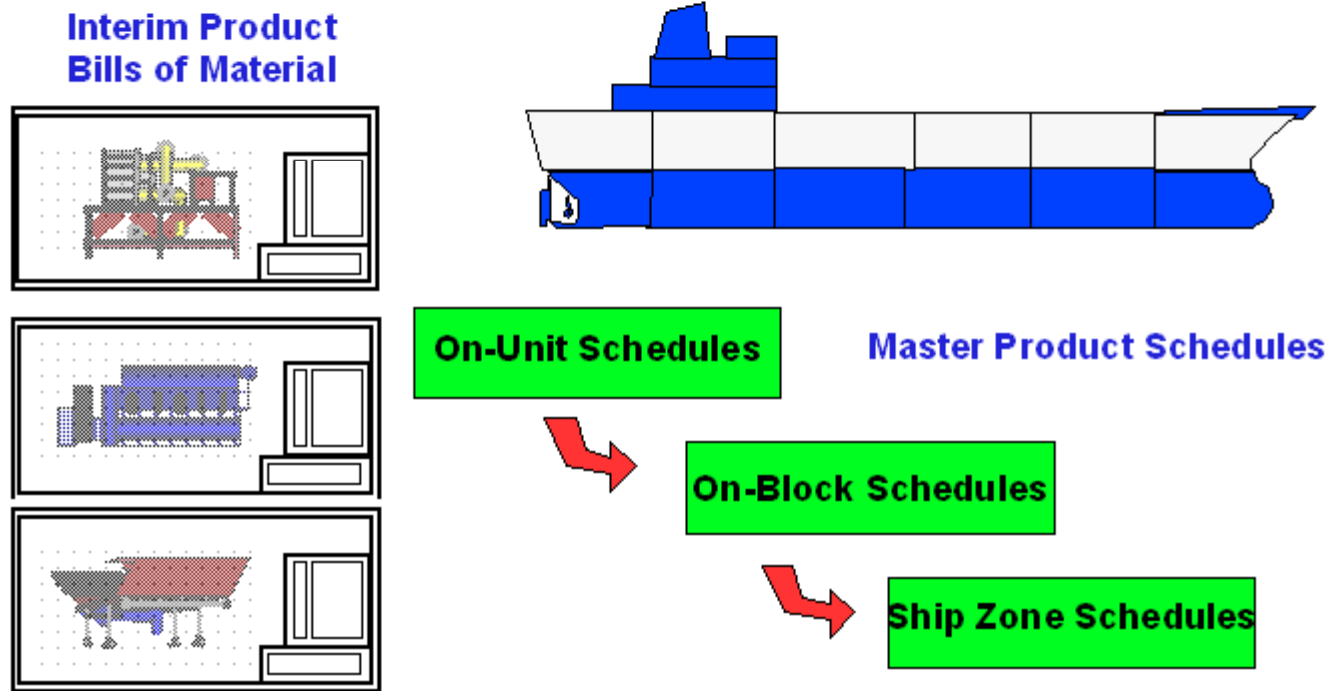 Interim Product
Bills of Material
On-Unit Schedules
Master Product Schedules
On-Block Schedules
Ship Zone Schedules